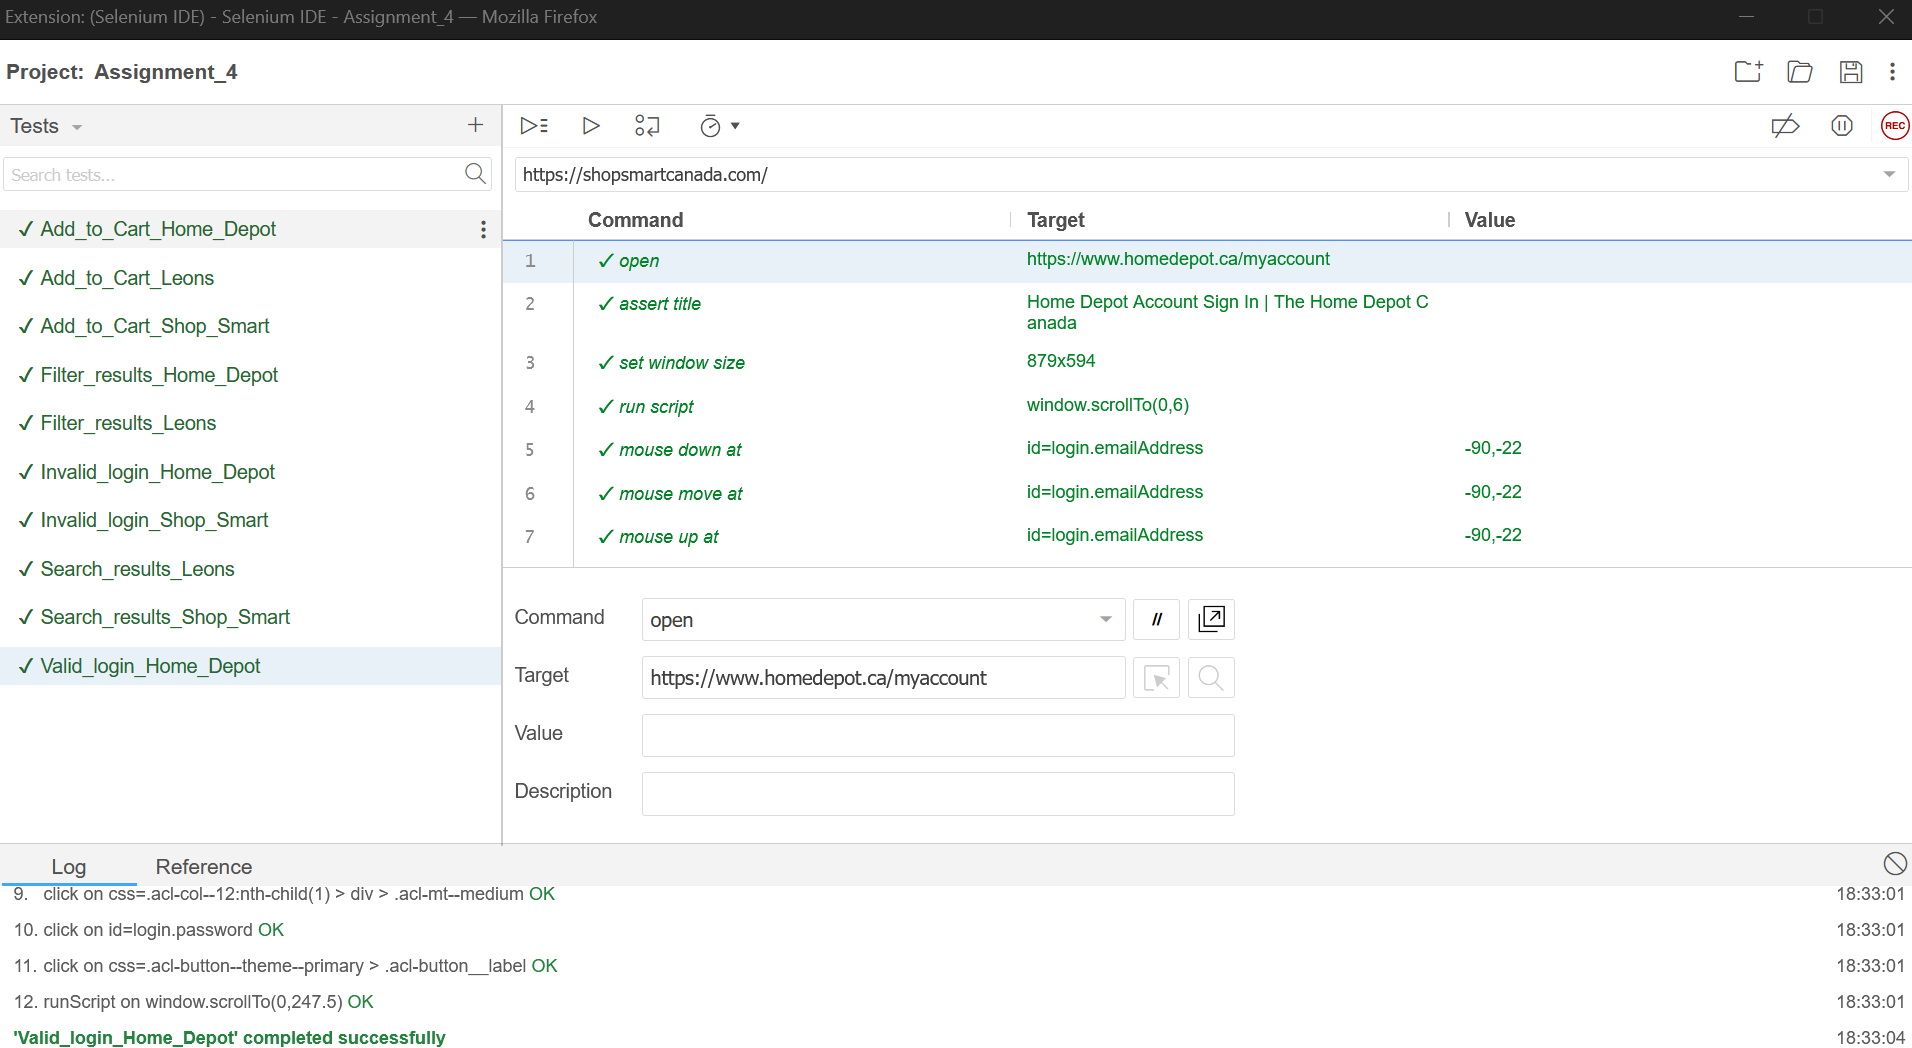 Extension: (Selenium IDE) - Selenium IDE - Assignment_4 — Mozilla Firefox
Project: Assignment_4
Tests
Search tests...
✓ Add_to_Cart_Home_Depot
✓ Add_to_Cart_Leons
✓ Add_to_Cart_Shop_Smart
✓ Filter_results_Home_Depot
✓ Filter_results_Leons
✓ Invalid_login_Home_Depot
✓ Invalid_login_Shop_Smart
✓ Search_results_Leons
✓ Search_results_Shop_Smart
✓ Valid_login_Home_Depot
REC
https://shopsmartcanada.com/
Command Target Value
1 ✓ open https://www.homedepot.ca/myaccount
2 ✓ assert title Home Depot Account Sign In | The Home Depot C
anada
3 ✓ set window size 879x594
4 ✓ run script window.scrollTo(0,6)
5 ✓ mouse down at id=login.emailAddress -90,-22
6 ✓ mouse move at id=login.emailAddress -90,-22
7 ✓ mouse up at id=login.emailAddress -90,-22
Command open //
Target https://www.homedepot.ca/myaccount
Value
Description
Log Reference
9. click on css=.acl-col--12:nth-child(1) > div > .acl-mt--medium OK 18:33:01
10. click on id=login.password OK 18:33:01
11. click on css=.acl-button--theme--primary > .acl-button__label OK 18:33:01
12. runScript on window.scrollTo(0,247.5) OK 18:33:01
'Valid_login_Home_Depot' completed successfully 18:33:04